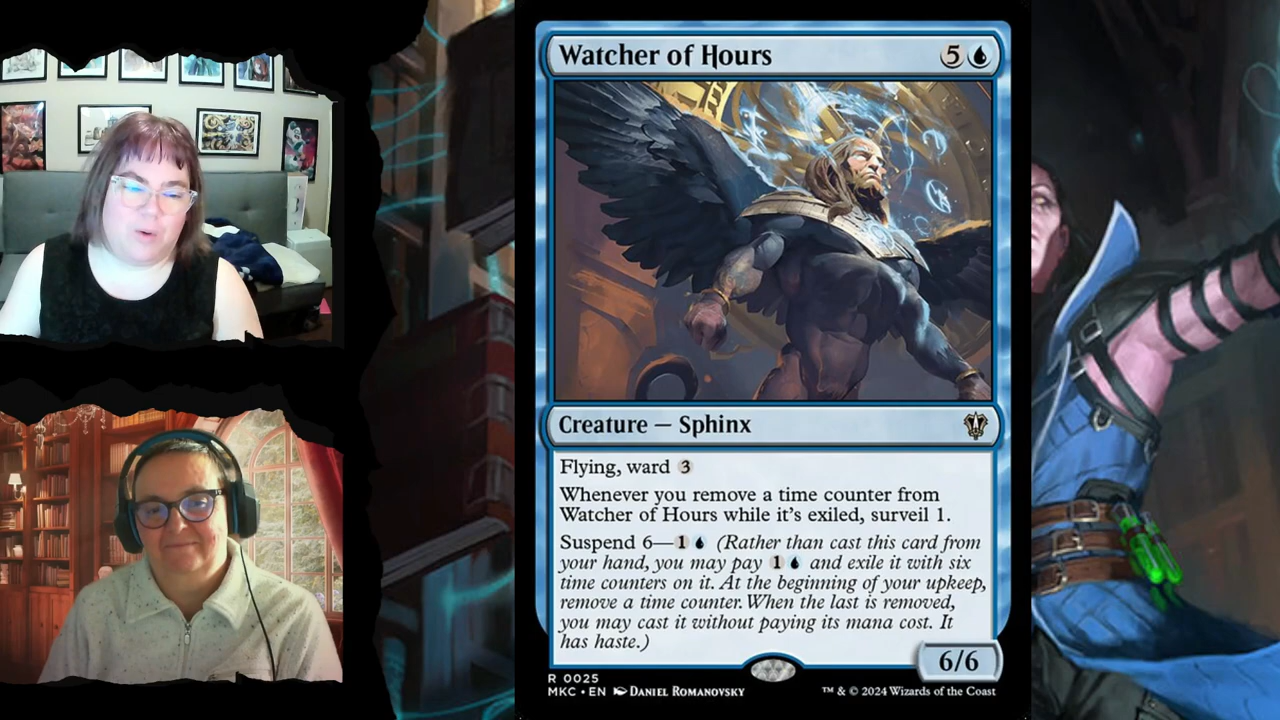 Watcher of Hours 5
Creature — Sphinx
Flying, ward 3
Whenever you remove a time counter from
Watcher of Hours while it's exiled, surveil 1.
Suspend 6—1 (Rather than cast this card from
your hand, you may pay 1 and exile it with six
time counters on it. At the beginning of your upkeep,
remove a time counter. When the last is removed,
you may cast it without paying its mana cost. It
has haste.)
6/6
R 0025
MKC • EN Daniel Romanovsky ™ & © 2024 Wizards of the Coast